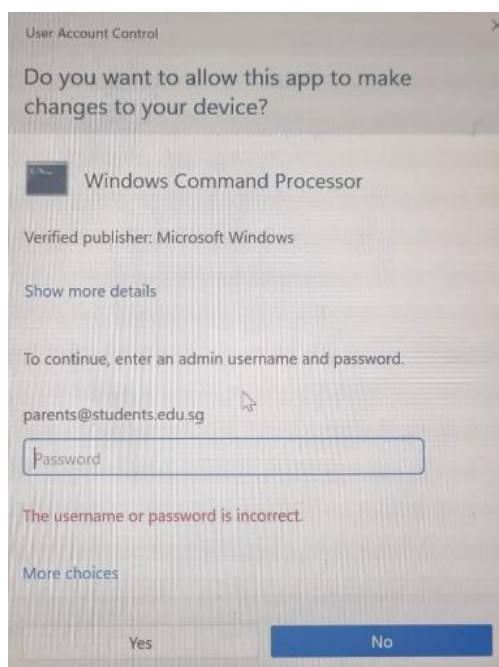 User Account Control
Do you want to allow this app to make
changes to your device?
Windows Command Processor
Verified publisher: Microsoft Windows
Show more details
To continue, enter an admin username and password.
parents@students.edu.sg
Password
The username or password is incorrect.
More choices
Yes
No